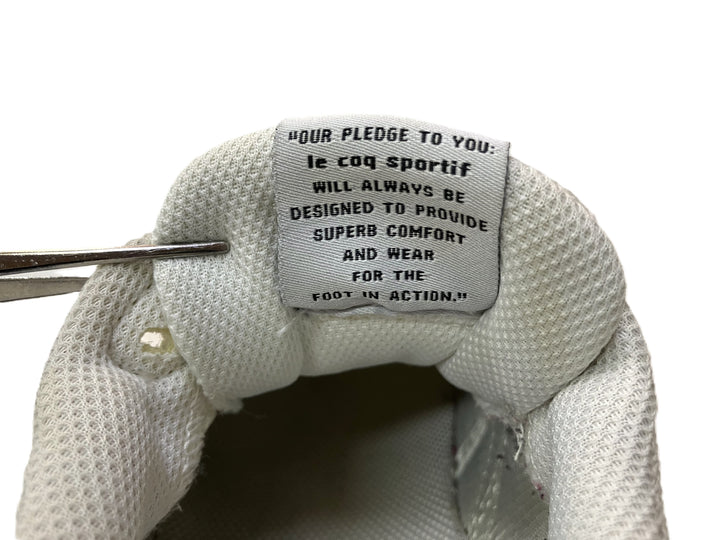 "OUR PLEDGE TO YOU:
le coq sportif
WILL ALWAYS BE
DESIGNED TO PROVIDE
SUPERB COMFORT
AND WEAR
FOR THE
FOOT IN ACTION."